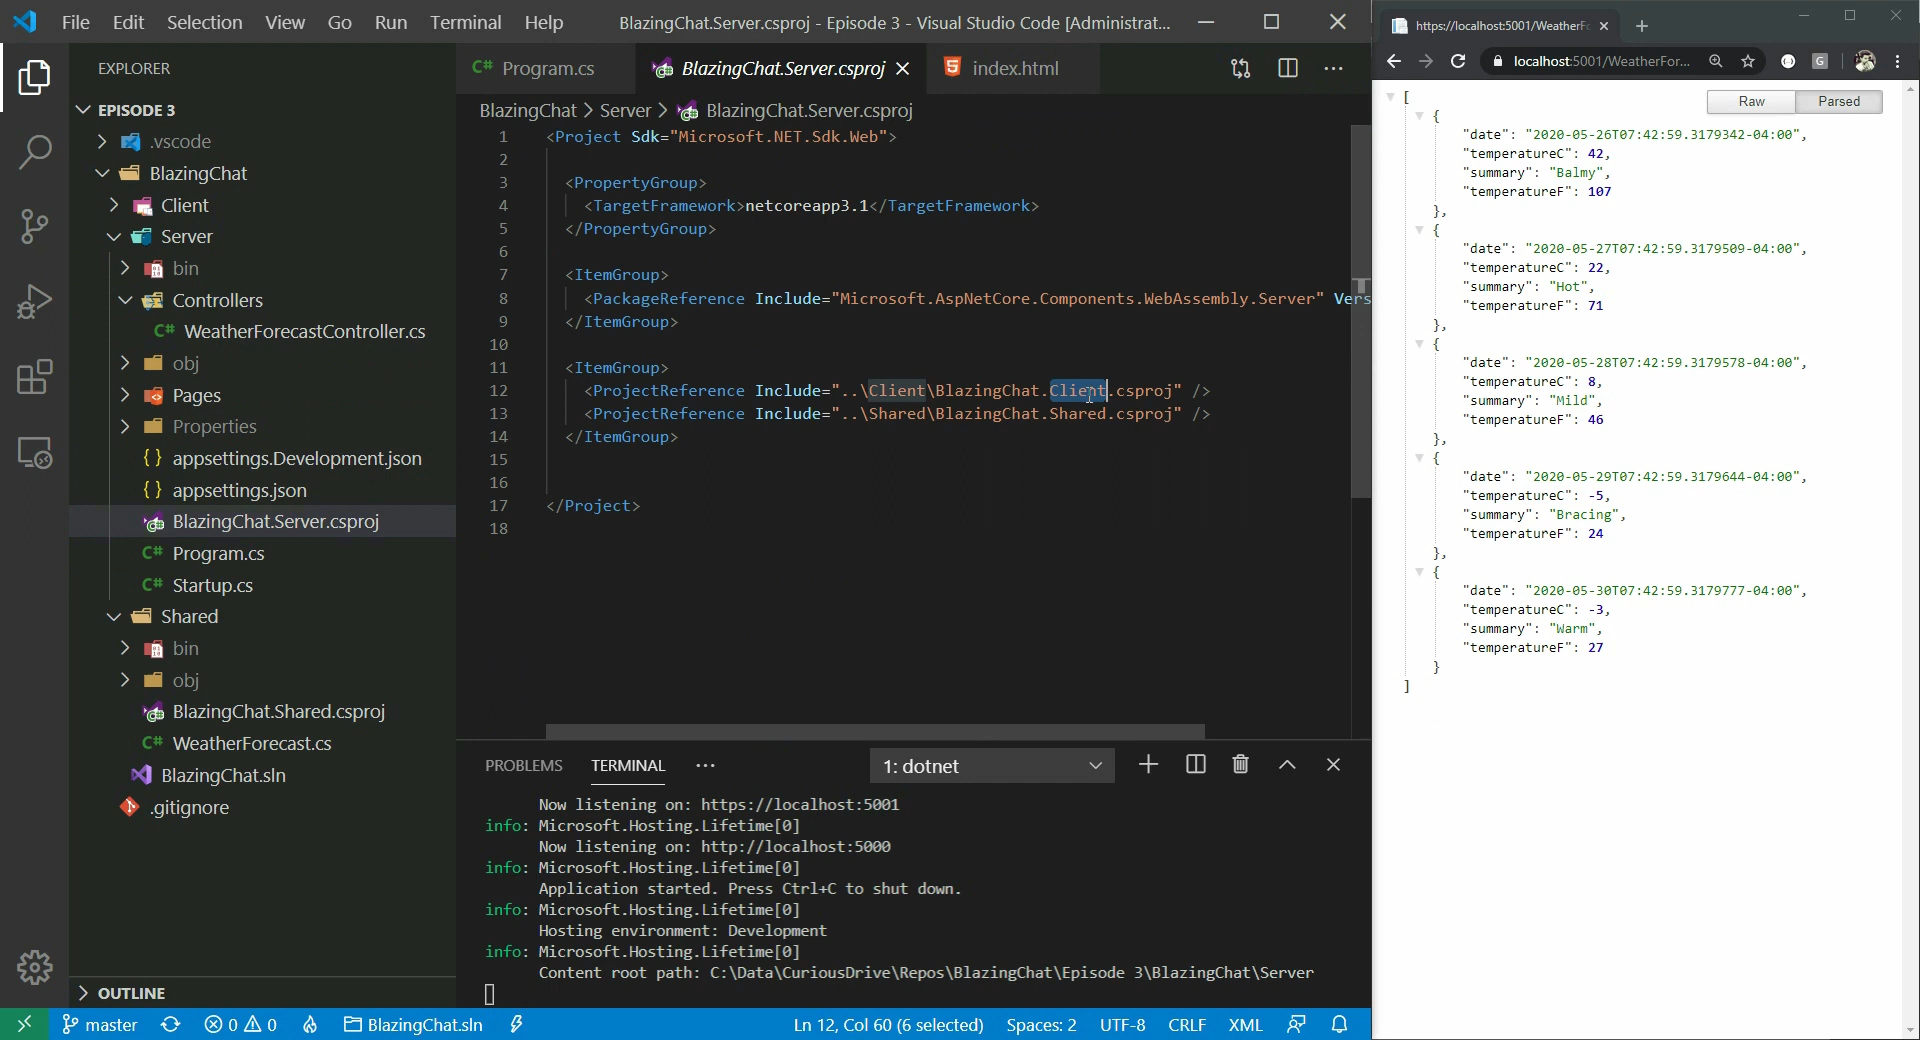 File Edit Selection View Go Run Terminal Help
BlazingChat.Server.csproj - Episode 3 - Visual Studio Code [Administrat...
EXPLORER
EPISODE 3
.vscode
BlazingChat
Client
Server
bin
Controllers
C# WeatherForecastController.cs
obj
Pages
Properties
{} appsettings.Development.json
{} appsettings.json
BlazingChat.Server.csproj
C# Program.cs
C# Startup.cs
Shared
bin
obj
BlazingChat.Shared.csproj
C# WeatherForecast.cs
BlazingChat.sln
.gitignore
OUTLINE
C# Program.cs
BlazingChat.Server.csproj
index.html
BlazingChat > Server > BlazingChat.Server.csproj
1 <Project Sdk="Microsoft.NET.Sdk.Web">
2
3 <PropertyGroup>
4 <TargetFramework>netcoreapp3.1</TargetFramework>
5 </PropertyGroup>
6
7 <ItemGroup>
8 <PackageReference Include="Microsoft.AspNetCore.Components.WebAssembly.Server" Vers
9 </ItemGroup>
10
11 <ItemGroup>
12 <ProjectReference Include="..\Client\BlazingChat.Client.csproj" />
13 <ProjectReference Include="..\Shared\BlazingChat.Shared.csproj" />
14 </ItemGroup>
15
16
17 </Project>
18
PROBLEMS TERMINAL ...
1: dotnet
Now listening on: https://localhost:5001
info: Microsoft.Hosting.Lifetime[0]
Now listening on: http://localhost:5000
info: Microsoft.Hosting.Lifetime[0]
Application started. Press Ctrl+C to shut down.
info: Microsoft.Hosting.Lifetime[0]
Hosting environment: Development
info: Microsoft.Hosting.Lifetime[0]
Content root path: C:\Data\CuriousDrive\Repos\BlazingChat\Episode 3\BlazingChat\Server
master
0 0
BlazingChat.sln
Ln 12, Col 60 (6 selected) Spaces: 2 UTF-8 CRLF XML
https://localhost:5001/WeatherFo
localhost:5001/WeatherFor...
G
Raw Parsed
[
{
"date": "2020-05-26T07:42:59.3179342-04:00",
"temperatureC": 42,
"summary": "Balmy",
"temperatureF": 107
},
{
"date": "2020-05-27T07:42:59.3179509-04:00",
"temperatureC": 22,
"summary": "Hot",
"temperatureF": 71
},
{
"date": "2020-05-28T07:42:59.3179578-04:00",
"temperatureC": 8,
"summary": "Mild",
"temperatureF": 46
},
{
"date": "2020-05-29T07:42:59.3179644-04:00",
"temperatureC": -5,
"summary": "Bracing",
"temperatureF": 24
},
{
"date": "2020-05-30T07:42:59.3179777-04:00",
"temperatureC": -3,
"summary": "Warm",
"temperatureF": 27
}
]